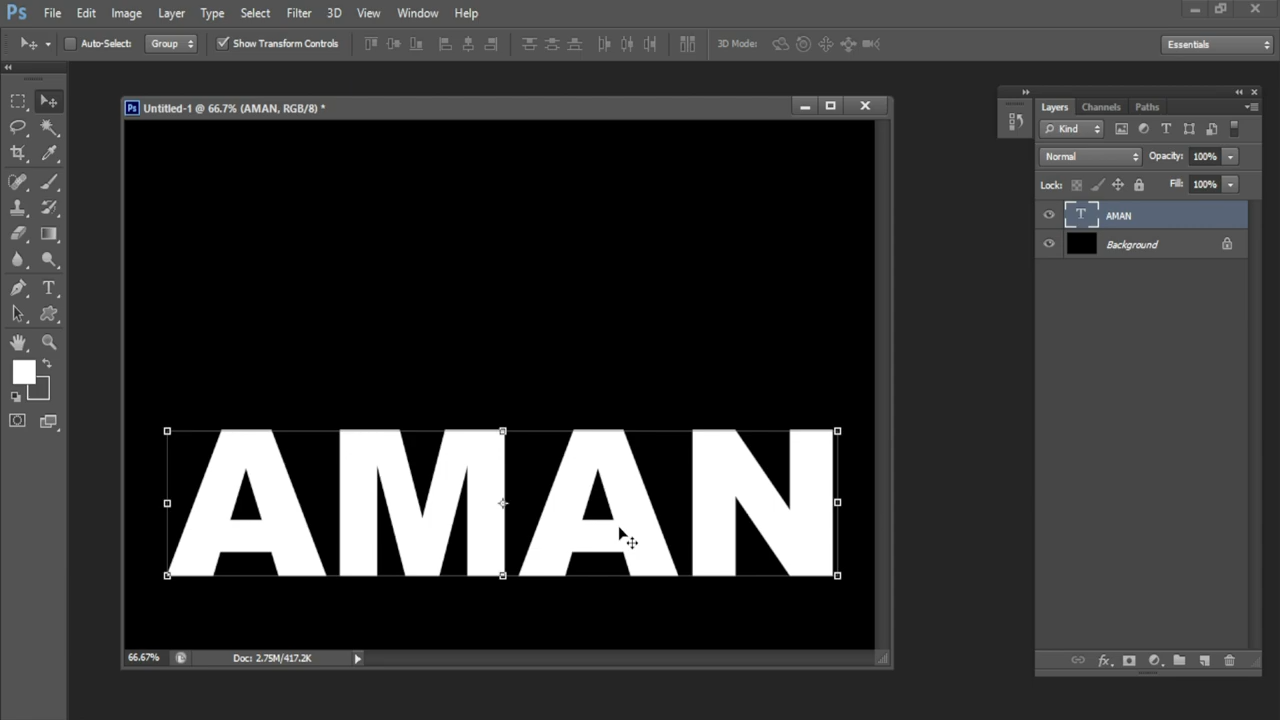 Ps File Edit Image Layer Type Select Filter 3D View Window Help
Auto-Select: Group Show Transform Controls 3D Mode: Essentials
Ps Untitled-1 @ 66.7% (AMAN, RGB/8) *
Layers Channels Paths
Kind T
Normal Opacity: 100%
Lock: Fill: 100%
T AMAN
Background
T
AMAN
66.67% Doc: 2.75M/417.2K
fx